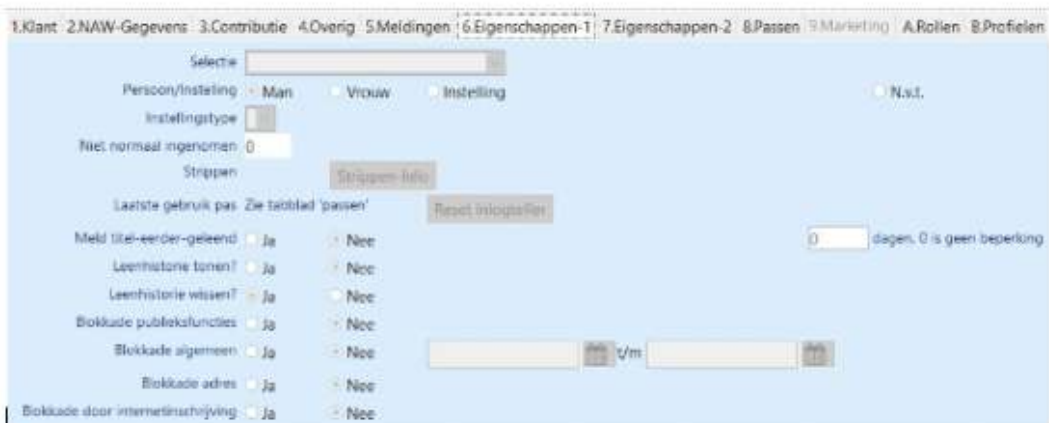 1.Klant 2.NAW-Gegevens 3.Contributie 4.Overig 5.Meldingen 6.Eigenschappen-1 7.Eigenschappen-2 8.Passen 9.Marketing A.Rollen B.Profielen
Selectie
Persoon/Instelling Man Vrouw Instelling N.v.t.
Instellingstype
Niet normaal ingenomen 0
Strippen Strippen Info
Laatste gebruik pas Zie tabblad 'passen' Reset Inlogteller
Meld titel-eerder-geleend Ja Nee 0 dagen. 0 is geen beperking
Leenhistorie tonen? Ja Nee
Leenhistorie wissen? Ja Nee
Blokkade publieksfuncties Ja Nee
Blokkade algemeen Ja Nee t/m
Blokkade adres Ja Nee
Blokkade door internetinschrijving Ja Nee